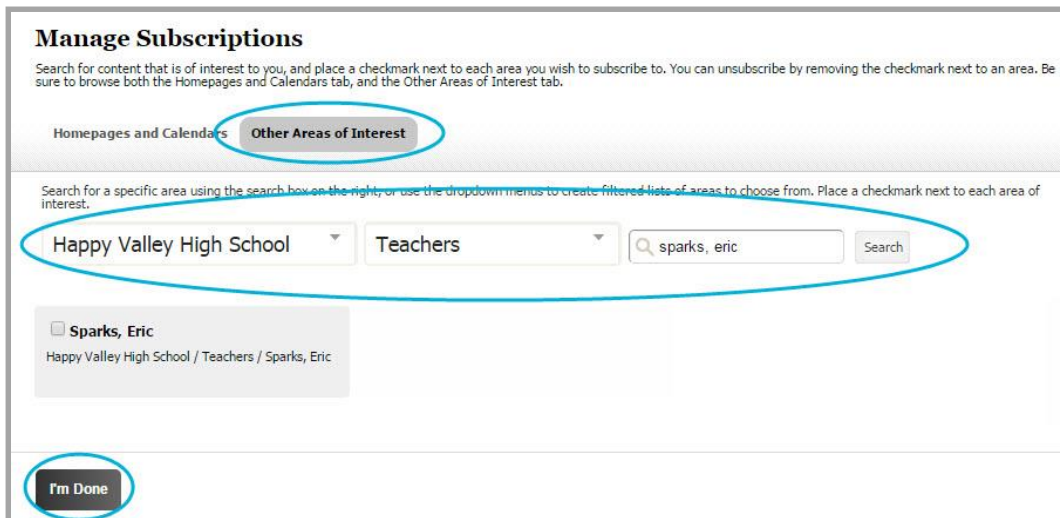 Manage Subscriptions
Search for content that is of interest to you, and place a checkmark next to each area you wish to subscribe to. You can unsubscribe by removing the checkmark next to an area. Be
sure to browse both the Homepages and Calendars tab, and the Other Areas of Interest tab.
Homepages and Calendars Other Areas of Interest
Search for a specific area using the search box on the right, or use the dropdown menus to create filtered lists of areas to choose from. Place a checkmark next to each area of
interest.
Happy Valley High School Teachers sparks, eric Search
Sparks, Eric
Happy Valley High School / Teachers / Sparks, Eric
I'm Done